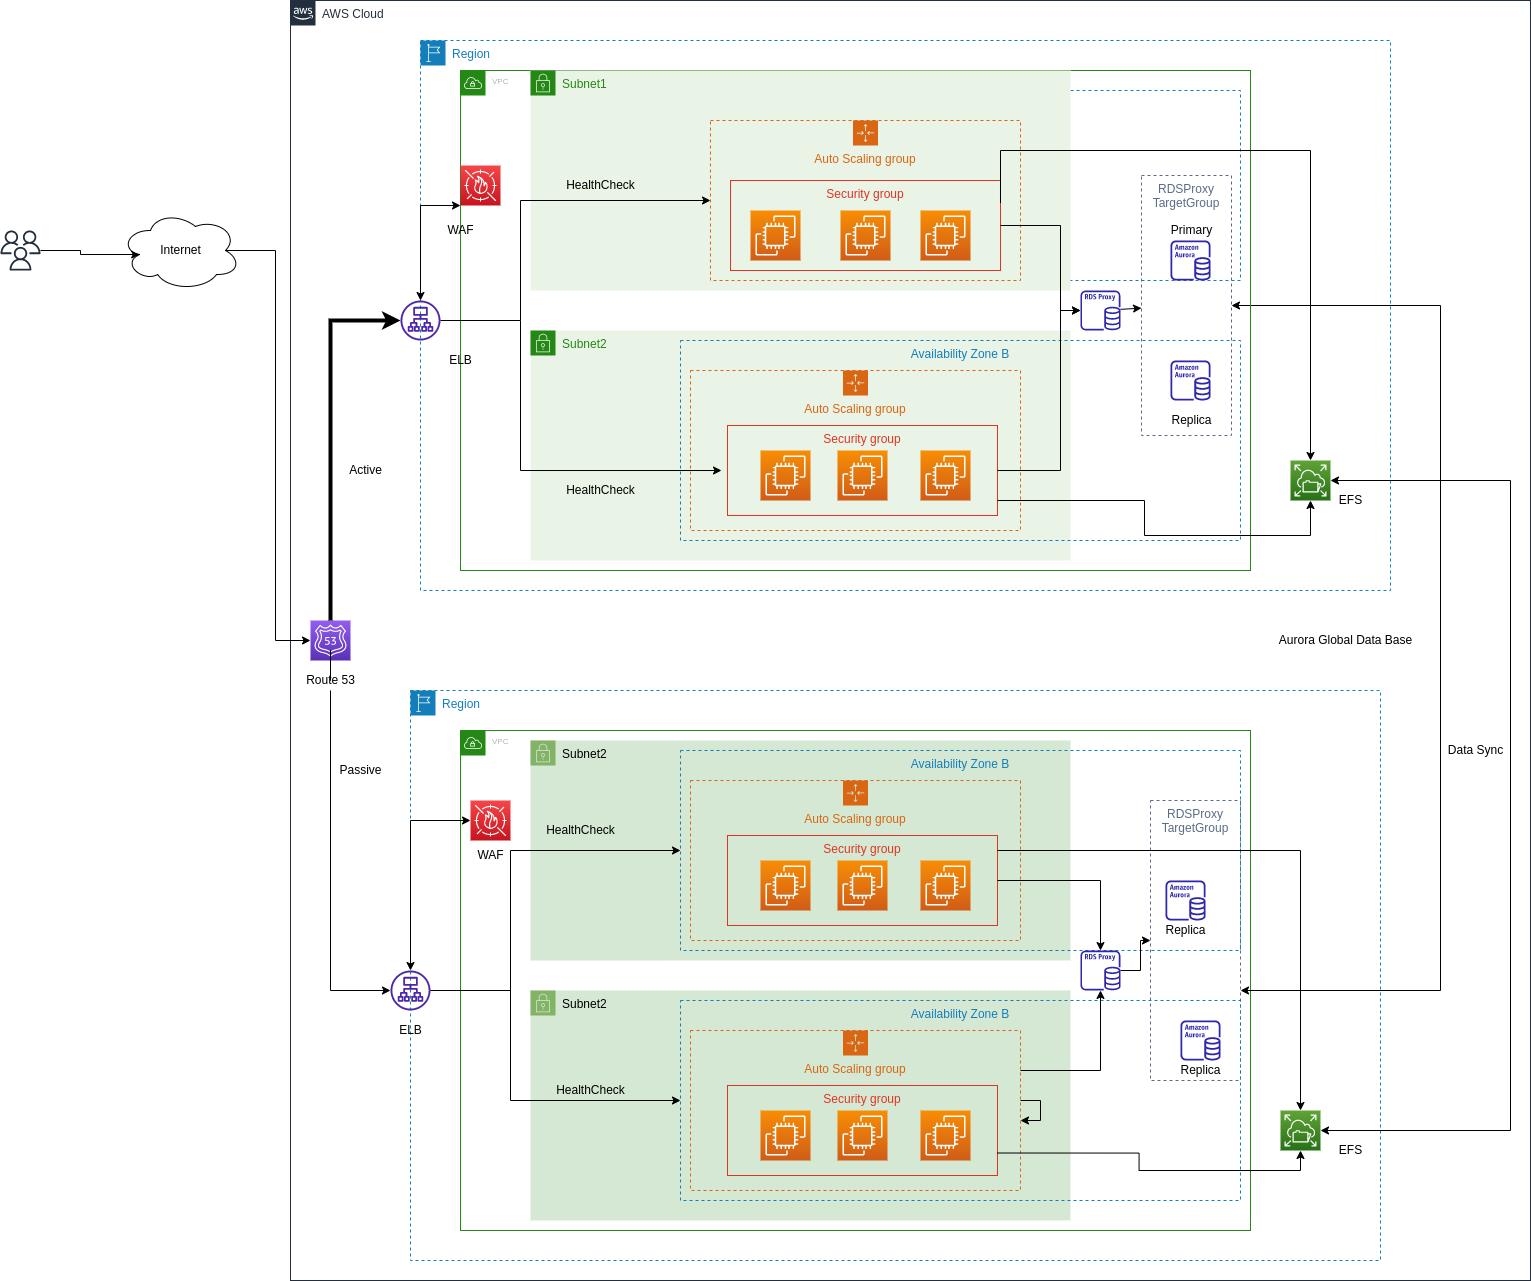 aws
AWS Cloud
Region
VPC
Subnet1
Auto Scaling group
HealthCheck
Security group
RDSProxy
TargetGroup
Primary
Amazon
Aurora
WAF
Internet
RDS Proxy
ELB
Subnet2
Availability Zone B
Auto Scaling group
Security group
Amazon
Aurora
Replica
Active
HealthCheck
EFS
53
Route 53
Aurora Global Data Base
Region
VPC
Subnet2
Availability Zone B
Data Sync
Passive
Auto Scaling group
RDSProxy
TargetGroup
HealthCheck
Security group
WAF
Amazon
Aurora
Replica
RDS Proxy
ELB
Subnet2
Availability Zone B
Auto Scaling group
Amazon
Aurora
Replica
HealthCheck
Security group
EFS